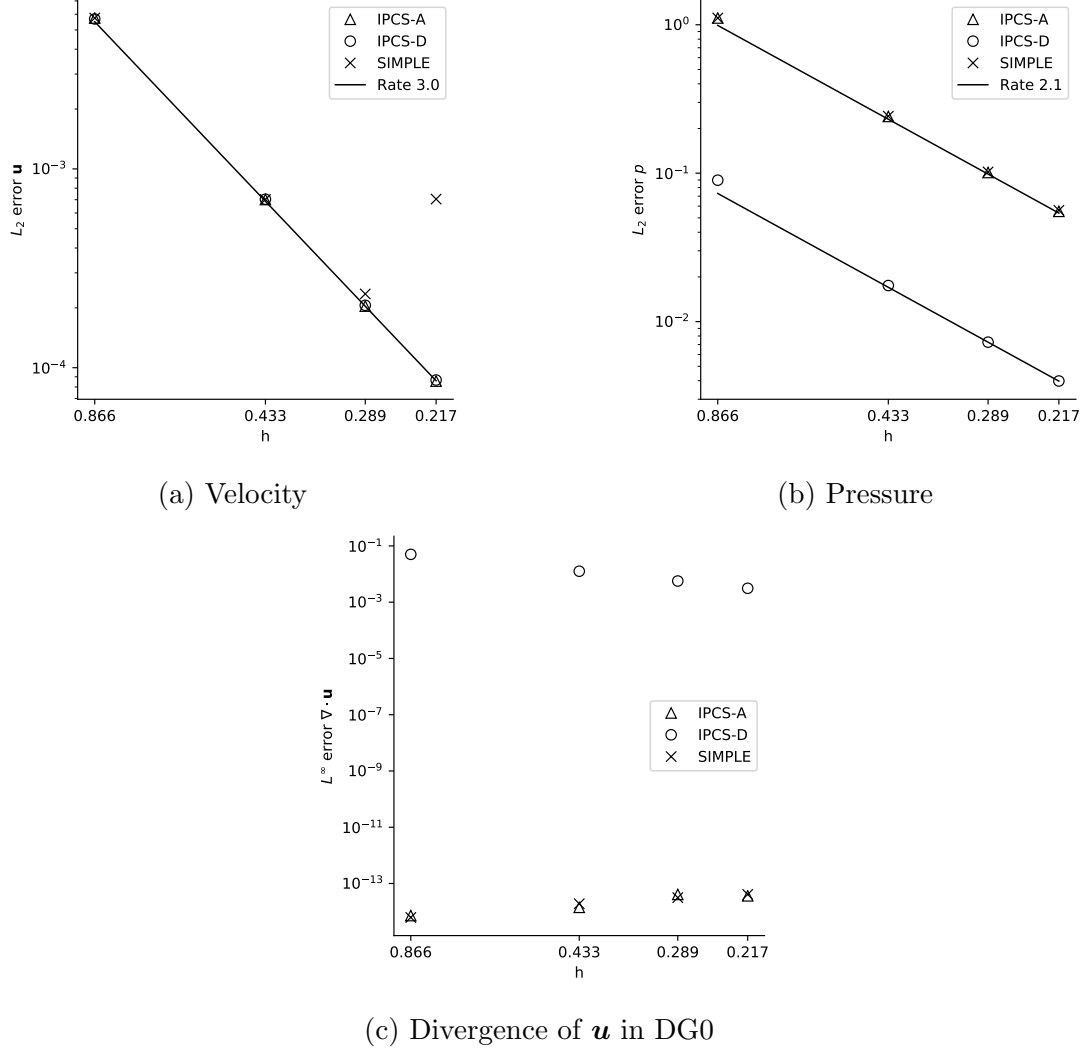 IPCS-A
IPCS-D
SIMPLE
Rate 3.0
10⁻³
10⁻⁴
L₂ error u
0.866 0.433 0.289 0.217
h
(a) Velocity
IPCS-A
IPCS-D
SIMPLE
Rate 2.1
10⁰
10⁻¹
10⁻²
L₂ error p
0.866 0.433 0.289 0.217
h
(b) Pressure
10⁻¹
10⁻³
10⁻⁵
10⁻⁷
10⁻⁹
10⁻¹¹
10⁻¹³
L^∞ error ∇ · u
IPCS-A
IPCS-D
SIMPLE
0.866 0.433 0.289 0.217
h
(c) Divergence of u in DG0